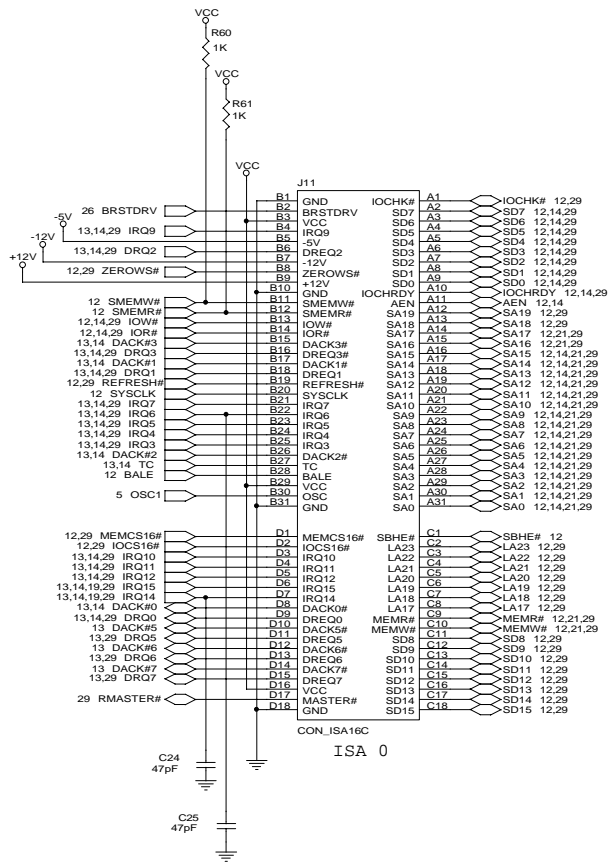 VCC
R60
1K
VCC
R61
1K
VCC
J11
B1 GND IOCHK# A1 IOCHK# 12,29
26 BRSTDRV B2 BRSTDRV SD7 A2 SD7 12,14,29
B3 VCC SD6 A3 SD6 12,14,29
-5V 13,14,29 IRQ9 B4 IRQ9 SD5 A4 SD5 12,14,29
B5 -5V SD4 A5 SD4 12,14,29
-12V 13,14,29 DRQ2 B6 DREQ2 SD3 A6 SD3 12,14,29
+12V B7 -12V SD2 A7 SD2 12,14,29
12,29 ZEROWS# B8 ZEROWS# SD1 A8 SD1 12,14,29
B9 +12V SD0 A9 SD0 12,14,29
B10 GND IOCHRDY A10 IOCHRDY 12,14,29
12 SMEMW# B11 SMEMW# AEN A11 AEN 12,14
12 SMEMR# B12 SMEMR# SA19 A12 SA19 12,29
12,14,29 IOW# B13 IOW# SA18 A13 SA18 12,29
12,14,29 IOR# B14 IOR# SA17 A14 SA17 12,21,29
13,14 DACK#3 B15 DACK3# SA16 A15 SA16 12,21,29
13,14,29 DRQ3 B16 DREQ3# SA15 A16 SA15 12,14,21,29
13,14 DACK#1 B17 DACK1# SA14 A17 SA14 12,14,21,29
13,14,29 DRQ1 B18 DREQ1 SA13 A18 SA13 12,14,21,29
12,29 REFRESH# B19 REFRESH# SA12 A19 SA12 12,14,21,29
12 SYSCLK B20 SYSCLK SA11 A20 SA11 12,14,21,29
13,14,29 IRQ7 B21 IRQ7 SA10 A21 SA10 12,14,21,29
13,14,29 IRQ6 B22 IRQ6 SA9 A22 SA9 12,14,21,29
13,14,29 IRQ5 B23 IRQ5 SA8 A23 SA8 12,14,21,29
13,14,29 IRQ4 B24 IRQ4 SA7 A24 SA7 12,14,21,29
13,14,29 IRQ3 B25 IRQ3 SA6 A25 SA6 12,14,21,29
13,14 DACK#2 B26 DACK2# SA5 A26 SA5 12,14,21,29
13,14 TC B27 TC SA4 A27 SA4 12,14,21,29
12 BALE B28 BALE SA3 A28 SA3 12,14,21,29
B29 VCC SA2 A29 SA2 12,14,21,29
5 OSC1 B30 OSC SA1 A30 SA1 12,14,21,29
B31 GND SA0 A31 SA0 12,14,21,29
12,29 MEMCS16# D1 MEMCS16# SBHE# C1 SBHE# 12
12,29 IOCS16# D2 IOCS16# LA23 C2 LA23 12,29
13,14,29 IRQ10 D3 IRQ10 LA22 C3 LA22 12,29
13,14,29 IRQ11 D4 IRQ11 LA21 C4 LA21 12,29
13,14,29 IRQ12 D5 IRQ12 LA20 C5 LA20 12,29
13,14,19,29 IRQ15 D6 IRQ15 LA19 C6 LA19 12,29
13,14,19,29 IRQ14 D7 IRQ14 LA18 C7 LA18 12,29
13,14 DACK#0 D8 DACK0# LA17 C8 LA17 12,29
13,14,29 DRQ0 D9 DREQ0 MEMR# C9 MEMR# 12,21,29
13 DACK#5 D10 DACK5# MEMW# C10 MEMW# 12,21,29
13,29 DRQ5 D11 DREQ5 SD8 C11 SD8 12,29
13 DACK#6 D12 DACK6# SD9 C12 SD9 12,29
13,29 DRQ6 D13 DREQ6 SD10 C13 SD10 12,29
13 DACK#7 D14 DACK7# SD11 C14 SD11 12,29
13,29 DRQ7 D15 DREQ7 SD12 C15 SD12 12,29
D16 VCC SD13 C16 SD13 12,29
29 RMASTER# D17 MASTER# SD14 C17 SD14 12,29
D18 GND SD15 C18 SD15 12,29
CON_ISA16C
ISA 0
C24
47pF
C25
47pF